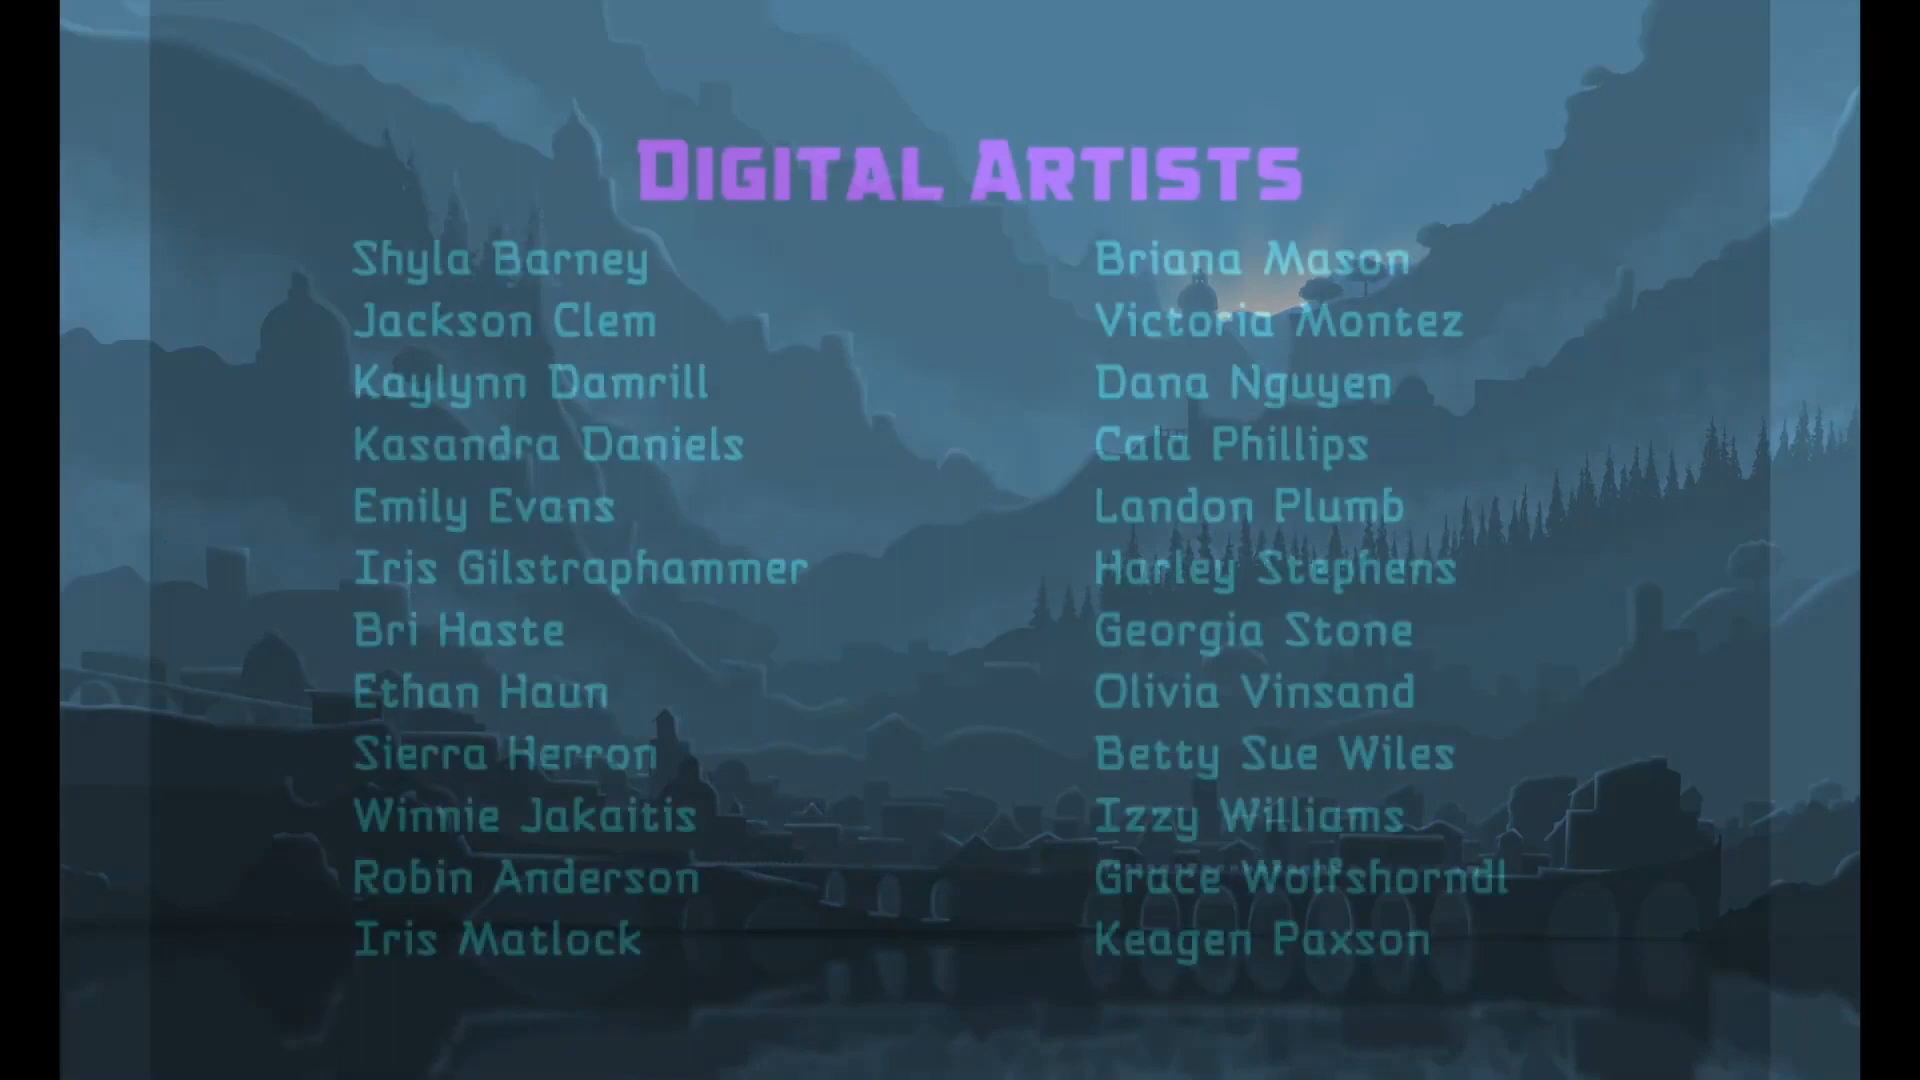 Digital Artists
Shyla Barney
Jackson Clem
Kaylynn Damrill
Kasandra Daniels
Emily Evans
Iris Gilstraphammer
Bri Haste
Ethan Haun
Sierra Herron
Winnie Jakaitis
Robin Anderson
Iris Matlock
Briana Mason
Victoria Montez
Dana Nguyen
Cala Phillips
Landon Plumb
Harley Stephens
Georgia Stone
Olivia Vinsand
Betty Sue Wiles
Izzy Williams
Grace Wolfshorndl
Keagen Paxson